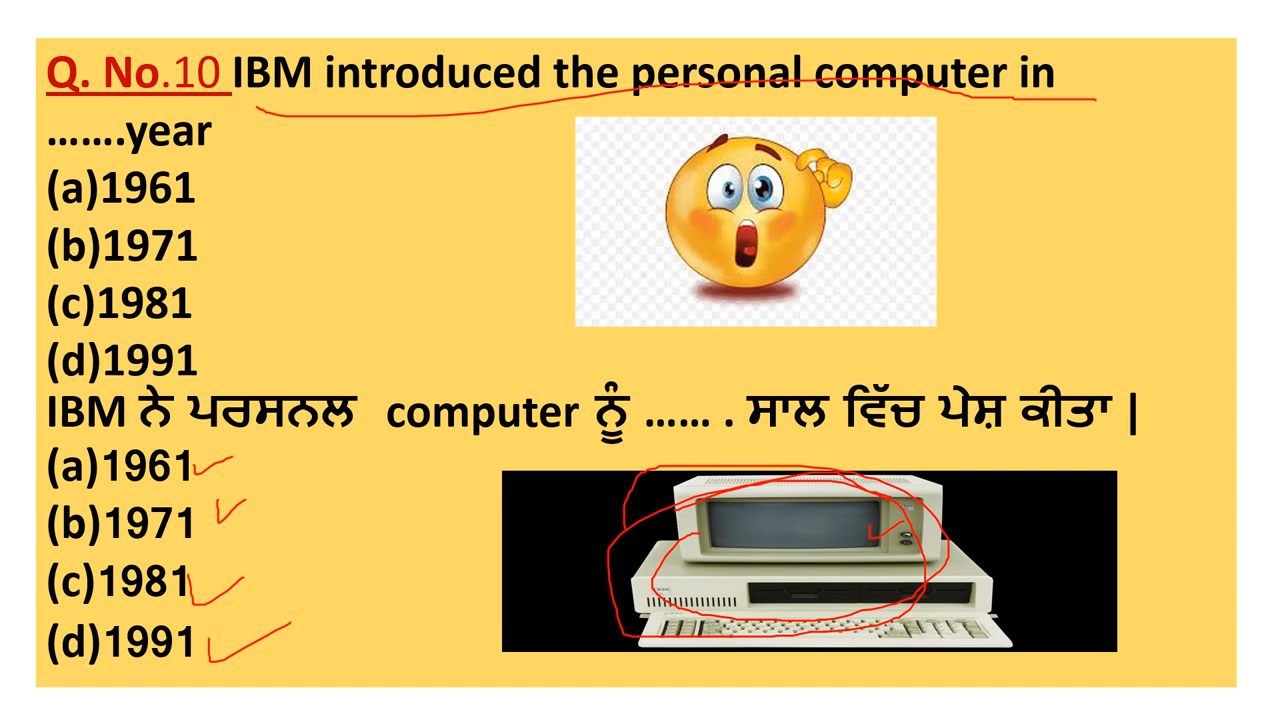 Q. No.10 IBM introduced the personal computer in
…….year
(a)1961
(b)1971
(c)1981
(d)1991
IBM ਨੇ ਪਰਸਨਲ computer ਨੂੰ …… . ਸਾਲ ਵਿੱਚ ਪੇਸ਼ ਕੀਤਾ |
(a)1961
(b)1971
(c)1981
(d)1991